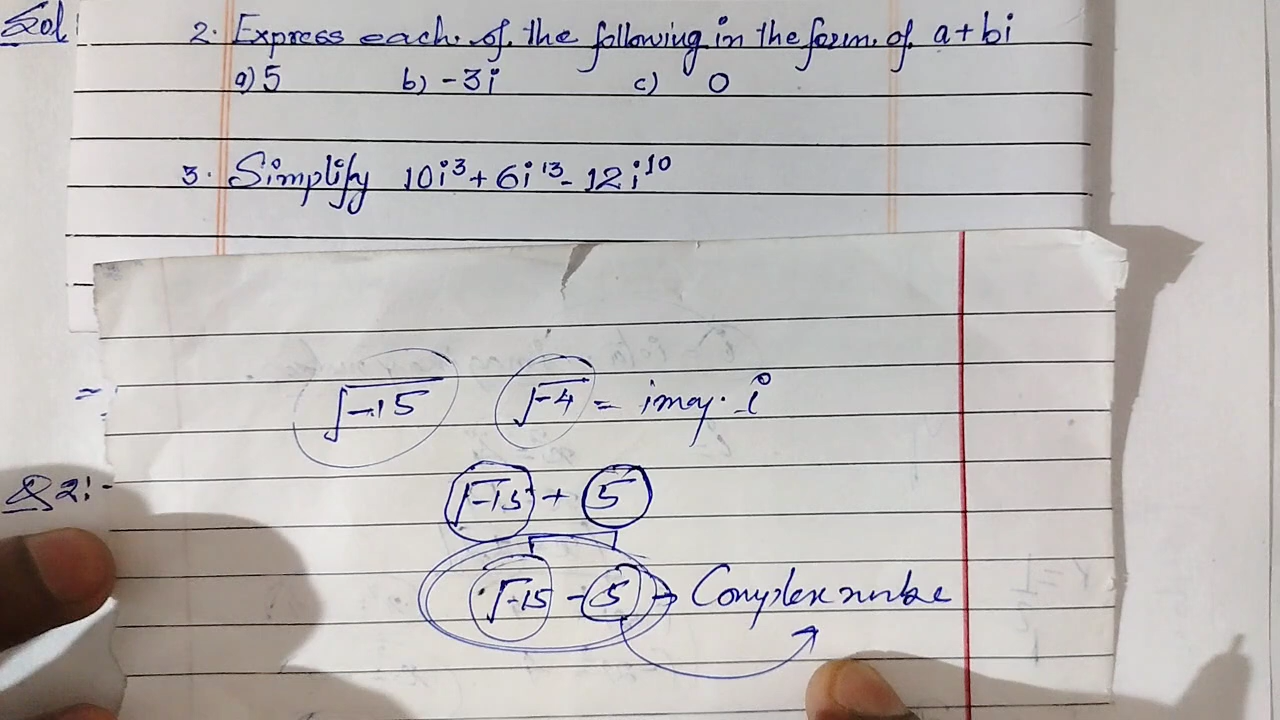 Sol
2. Express each. of. the following in the form. of. a+bi
a) 5 b) -3i c) 0
3. Simplify 10i³ + 6i¹³ - 12i¹⁰
=
√-15 √-4 = imag. i
Q2:-
√-15 + 5
√-15 - 5 → Complex